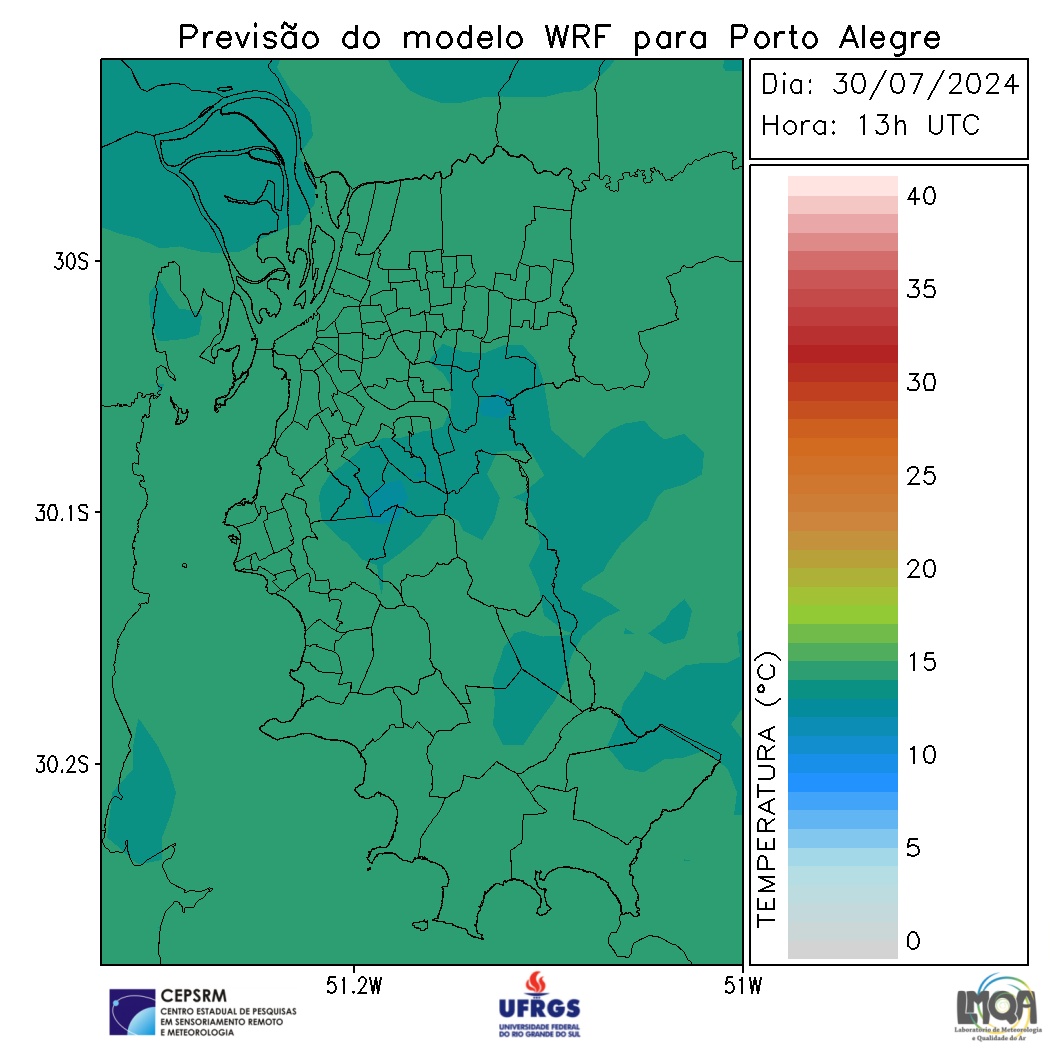 Previsão do modelo WRF para Porto Alegre
Dia: 30/07/2024
Hora: 13h UTC
40
35
30
25
20
15
10
5
0
TEMPERATURA (°C)
30S
30.1S
30.2S
51.2W
51W
CEPSRM
CENTRO ESTADUAL DE PESQUISAS
EM SENSORIAMENTO REMOTO
E METEOROLOGIA
UFRGS
UNIVERSIDADE FEDERAL
DO RIO GRANDE DO SUL
LMQA
Laboratório de Meteorologia
e Qualidade do Ar